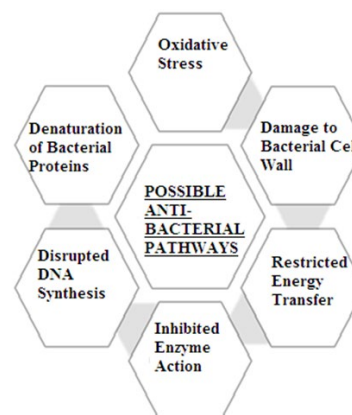 Oxidative
Stress
Damage to
Bacterial Cel
Wall
Restricted
Energy
Transfer
Inhibited
Enzyme
Action
Disrupted
DNA
Synthesis
Denaturation
of Bacterial
Proteins
POSSIBLE
ANTI-
BACTERIAL
PATHWAYS